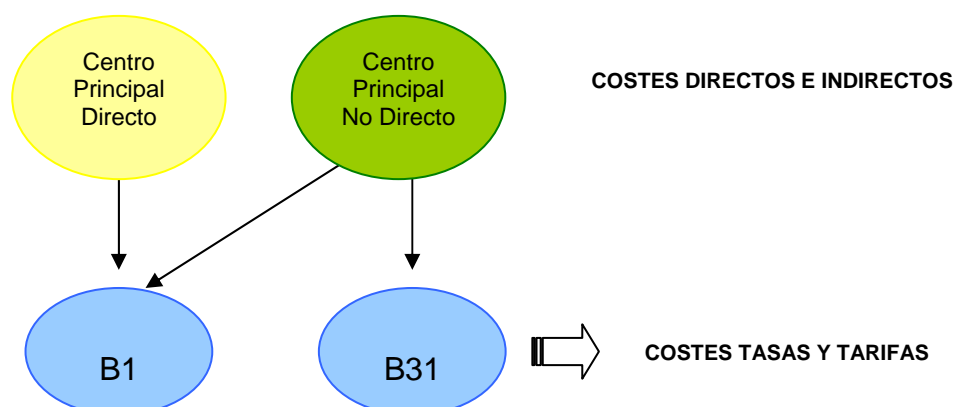 Centro
Principal
Directo
Centro
Principal
No Directo
COSTES DIRECTOS E INDIRECTOS
B1
B31
COSTES TASAS Y TARIFAS